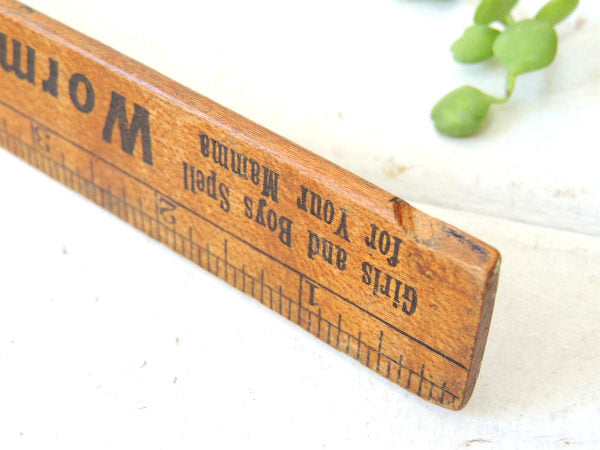 Girls and Boys Spell
for Your Mamma
Worm
1 2 3